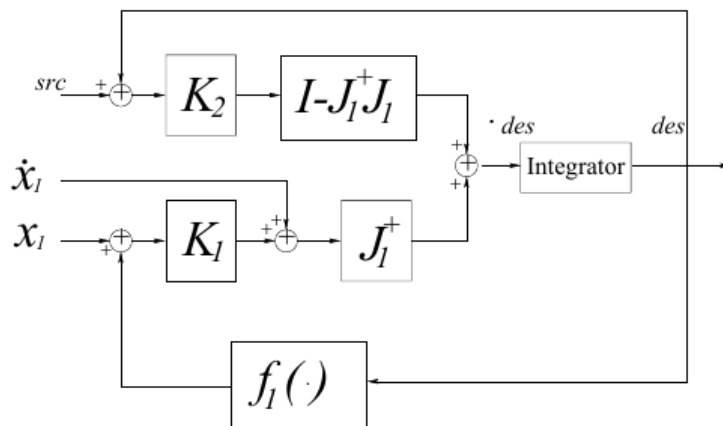 src
+
+
K₂
I-J₁⁺J₁
+
+
+
· des
Integrator
des
ẋ₁
x₁
+
+
K₁
+
+
+
J₁⁺
f₁(·)